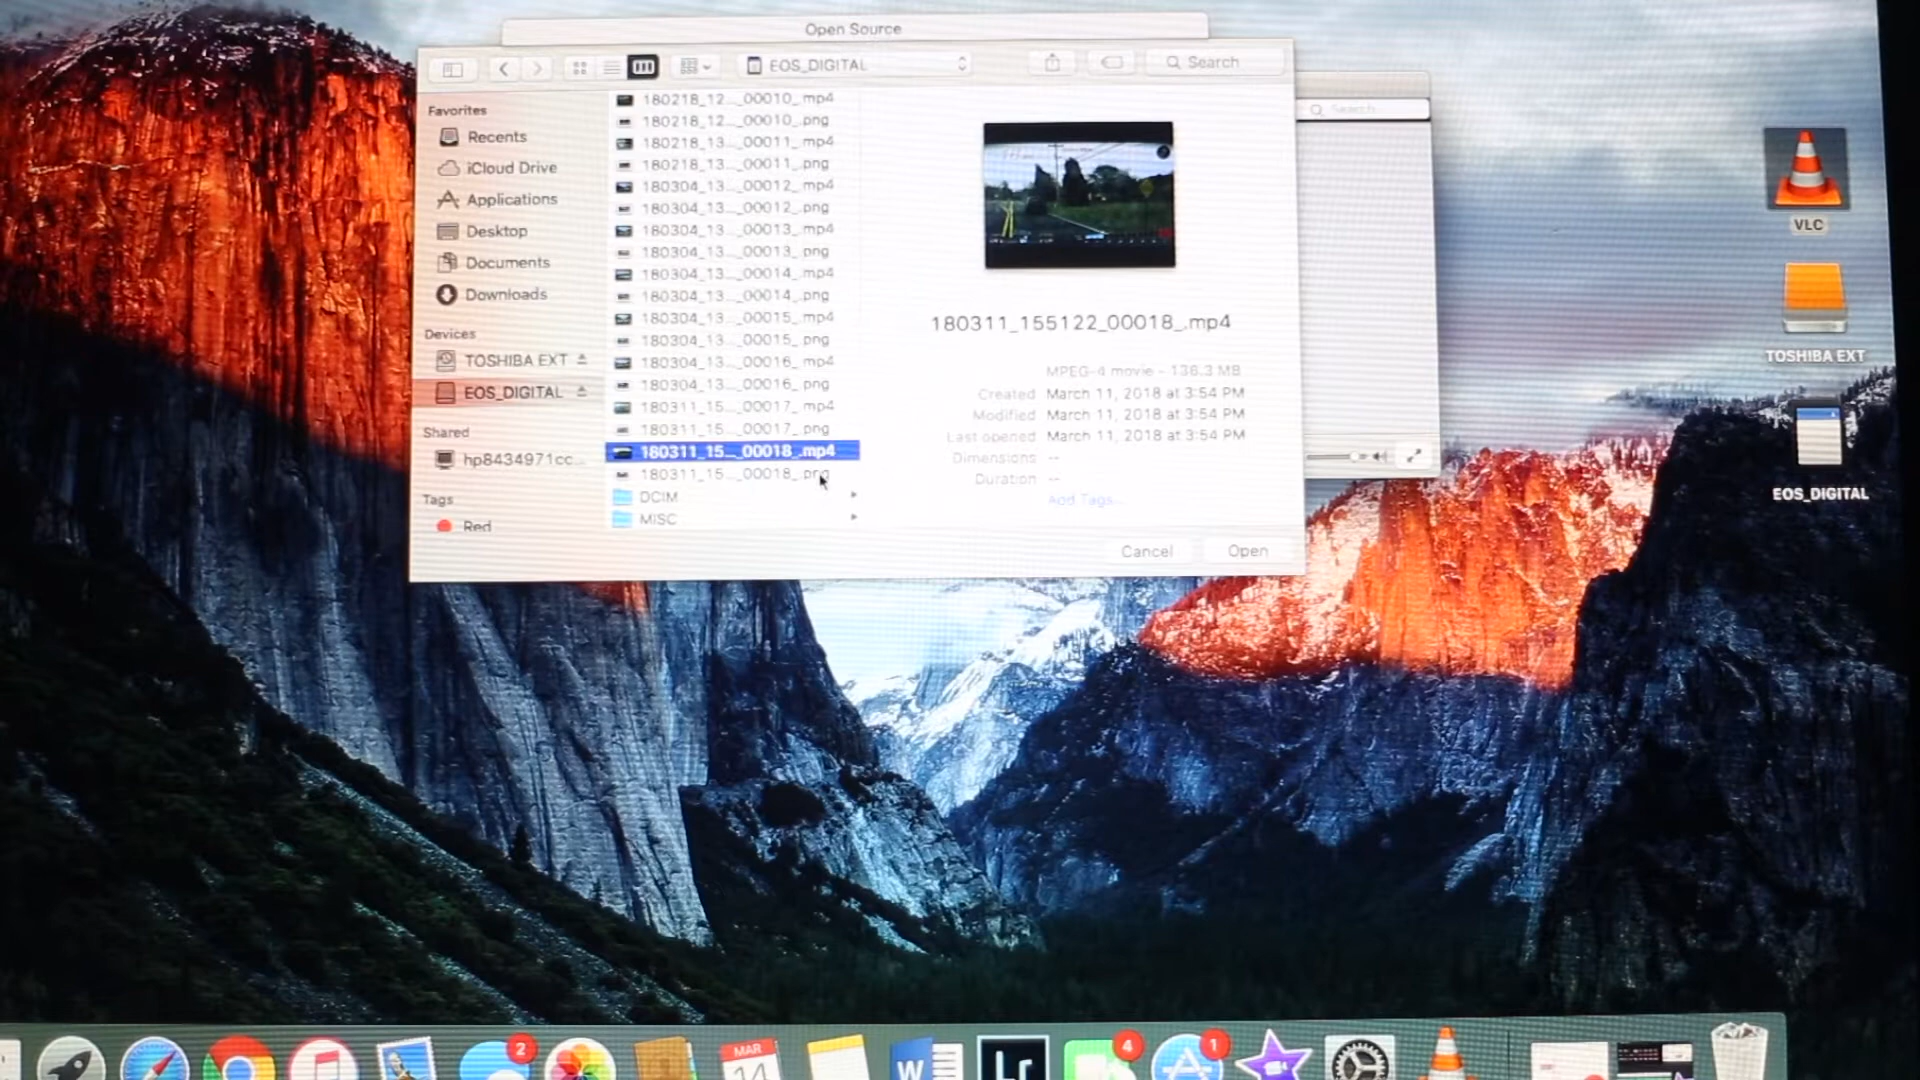 Open Source
EOS_DIGITAL
Search
Search
Favorites
Recents
iCloud Drive
Applications
Desktop
Documents
Downloads
Devices
TOSHIBA EXT
EOS_DIGITAL
Shared
hp8434971cc...
Tags
Red
180218_12..._00010_.mp4
180218_12..._00010_.png
180218_13..._00011_.mp4
180218_13..._00011_.png
180304_13..._00012_.mp4
180304_13..._00012_.png
180304_13..._00013_.mp4
180304_13..._00013_.png
180304_13..._00014_.mp4
180304_13..._00014_.png
180304_13..._00015_.mp4
180304_13..._00015_.png
180304_13..._00016_.mp4
180304_13..._00016_.png
180311_15..._00017_.mp4
180311_15..._00017_.png
180311_15..._00018_.mp4
180311_15..._00018_.png
DCIM
MISC
180311_155122_00018_.mp4
MPEG-4 movie - 136.3 MB
Created March 11, 2018 at 3:54 PM
Modified March 11, 2018 at 3:54 PM
Last opened March 11, 2018 at 3:54 PM
Dimensions --
Duration --
Add Tags...
Cancel
Open
VLC
TOSHIBA EXT
EOS_DIGITAL
2
MAR
14
W
Lr
4
1